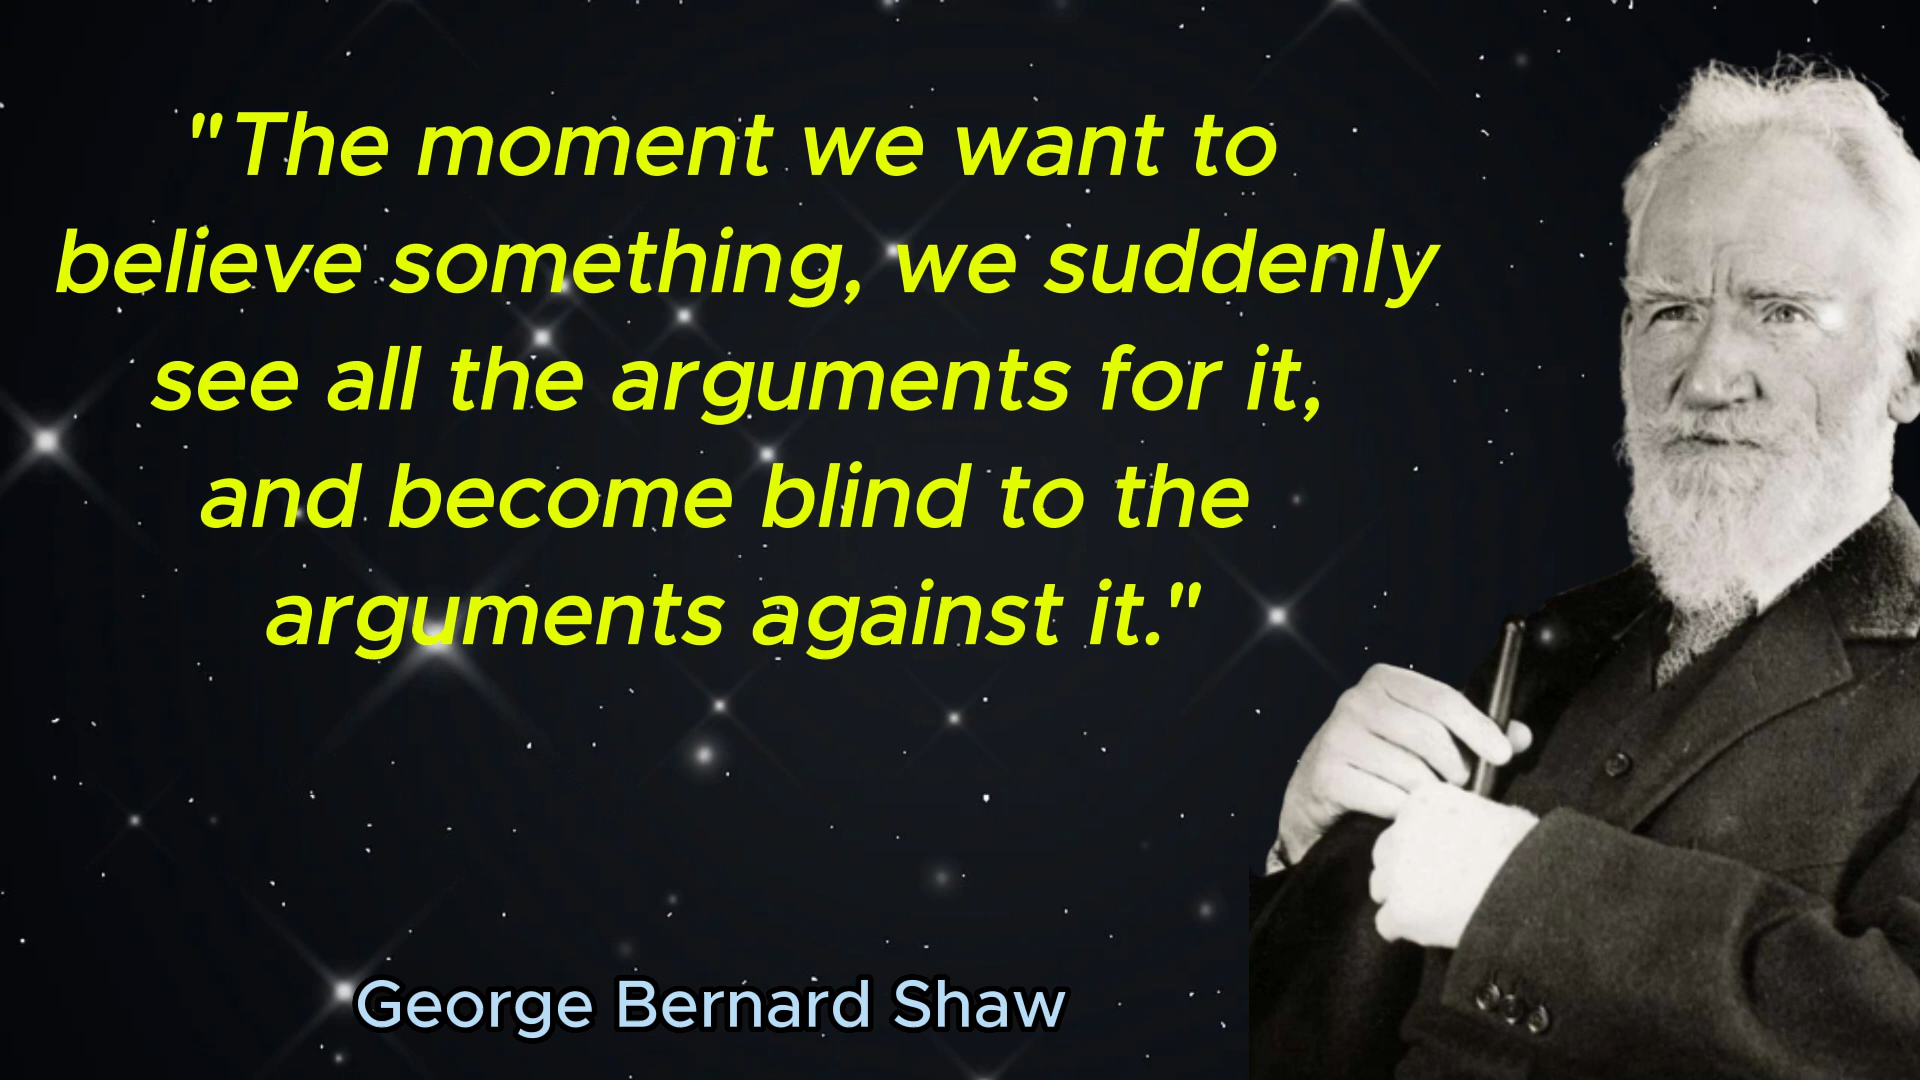 "The moment we want to
believe something, we suddenly
see all the arguments for it,
and become blind to the
arguments against it."
George Bernard Shaw